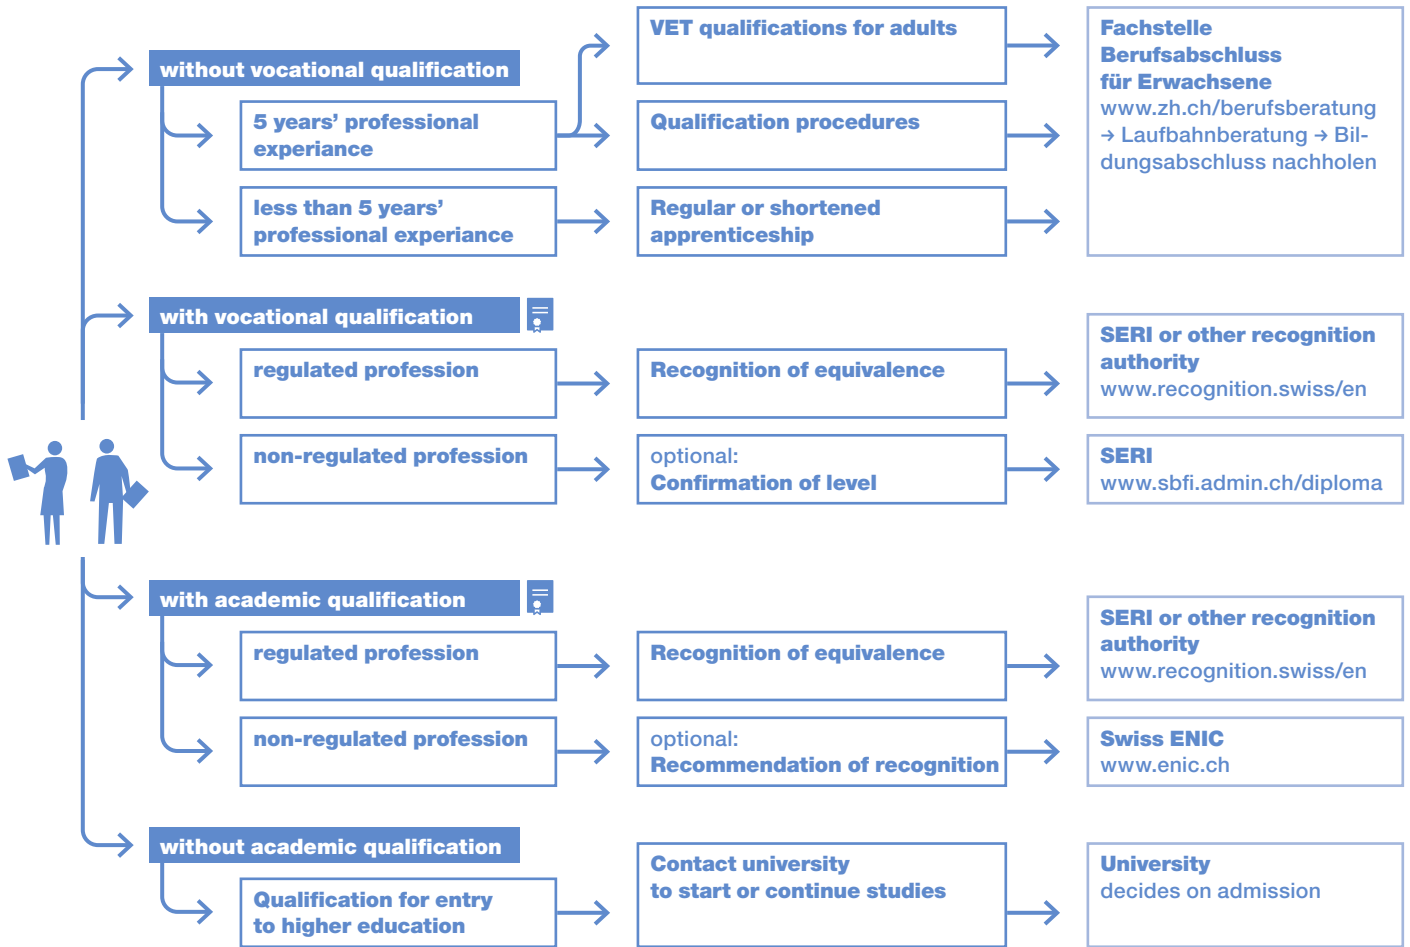 without vocational qualification
5 years’ professional
experiance
less than 5 years’
professional experiance
VET qualifications for adults
Qualification procedures
Regular or shortened
apprenticeship
Fachstelle
Berufsabschluss
für Erwachsene
www.zh.ch/berufsberatung
→ Laufbahnberatung → Bil-
dungsabschluss nachholen
with vocational qualification
regulated profession
Recognition of equivalence
SERI or other recognition
authority
www.recognition.swiss/en
non-regulated profession
optional:
Confirmation of level
SERI
www.sbfi.admin.ch/diploma
with academic qualification
regulated profession
Recognition of equivalence
SERI or other recognition
authority
www.recognition.swiss/en
non-regulated profession
optional:
Recommendation of recognition
Swiss ENIC
www.enic.ch
without academic qualification
Qualification for entry
to higher education
Contact university
to start or continue studies
University
decides on admission